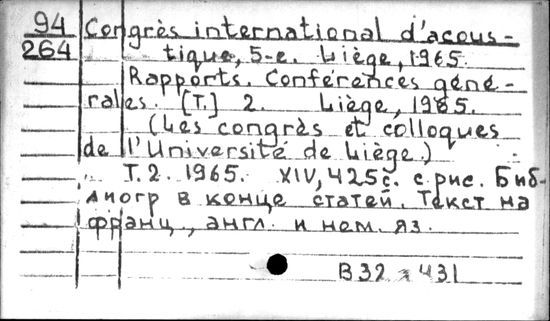 94 Congrès international d'acous-
264 tique, 5-e. Liège, 1965.
Rapports. Conférences géné-
rales. [T.] 2. Liège, 1965.
(Les congrès et colloques
de l'Université de Liège.)
Т. 2. 1965. XIV, 425 с. с рис. Биб-
лиогр в конце статей. Текст на
франц., англ. и нем. яз.
В 32 431